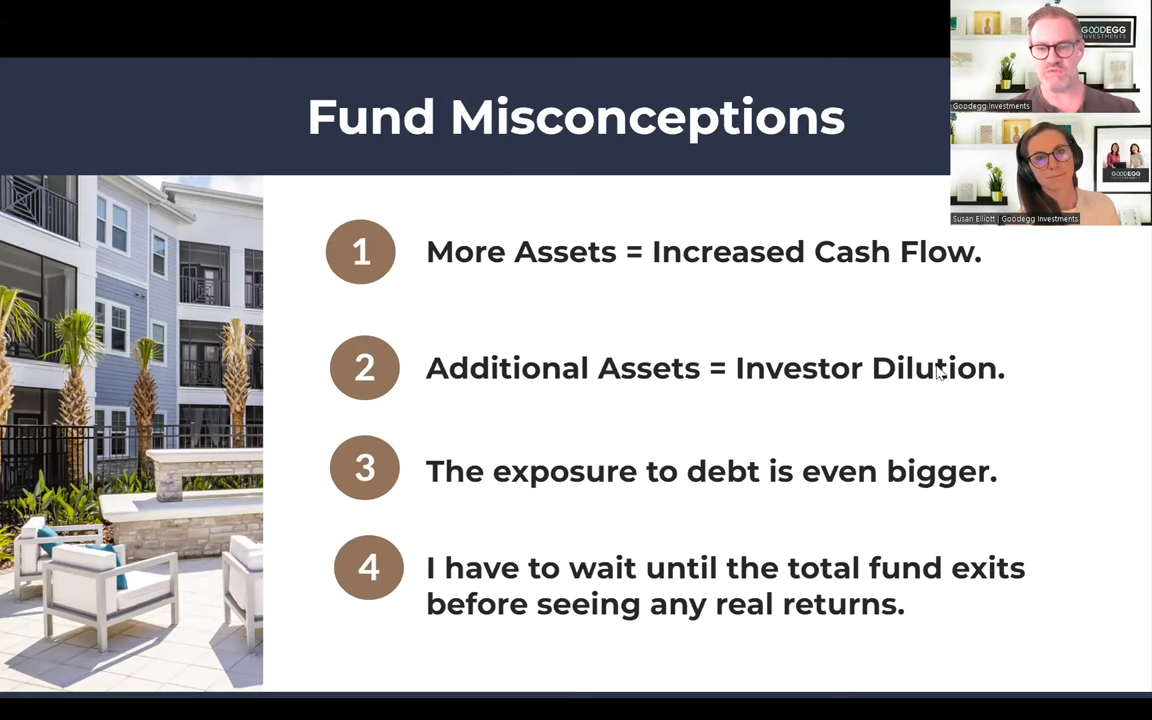 Fund Misconceptions
GOODEGG
INVESTMENTS
Goodegg Investments
GOODEGG
Susan Elliott | Goodegg Investments
1 More Assets = Increased Cash Flow.
2 Additional Assets = Investor Dilution.
3 The exposure to debt is even bigger.
4 I have to wait until the total fund exits
before seeing any real returns.